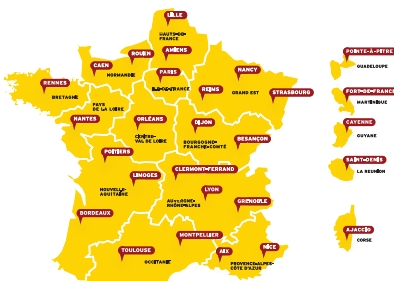 LILLE
HAUTS-DE-
FRANCE
AMIENS
ROUEN
CAEN
NORMANDIE
PARIS
ILE-DE-FRANCE
REIMS
NANCY
GRAND EST
STRASBOURG
RENNES
BRETAGNE
PAYS
DE LA LOIRE
NANTES
ORLÉANS
CENTRE-
VAL DE LOIRE
DIJON
BOURGOGNE-
FRANCHE-COMTÉ
BESANÇON
POITIERS
LIMOGES
NOUVELLE-
AQUITAINE
CLERMONT-FERRAND
LYON
AUVERGNE-
RHÔNE-ALPES
GRENOBLE
BORDEAUX
TOULOUSE
OCCITANIE
MONTPELLIER
AIX
NICE
PROVENCE-ALPES-
CÔTE D'AZUR
POINTE-À-PITRE
GUADELOUPE
FORT-DE-FRANCE
MARTINIQUE
CAYENNE
GUYANE
SAINT-DENIS
LA RÉUNION
AJACCIO
CORSE